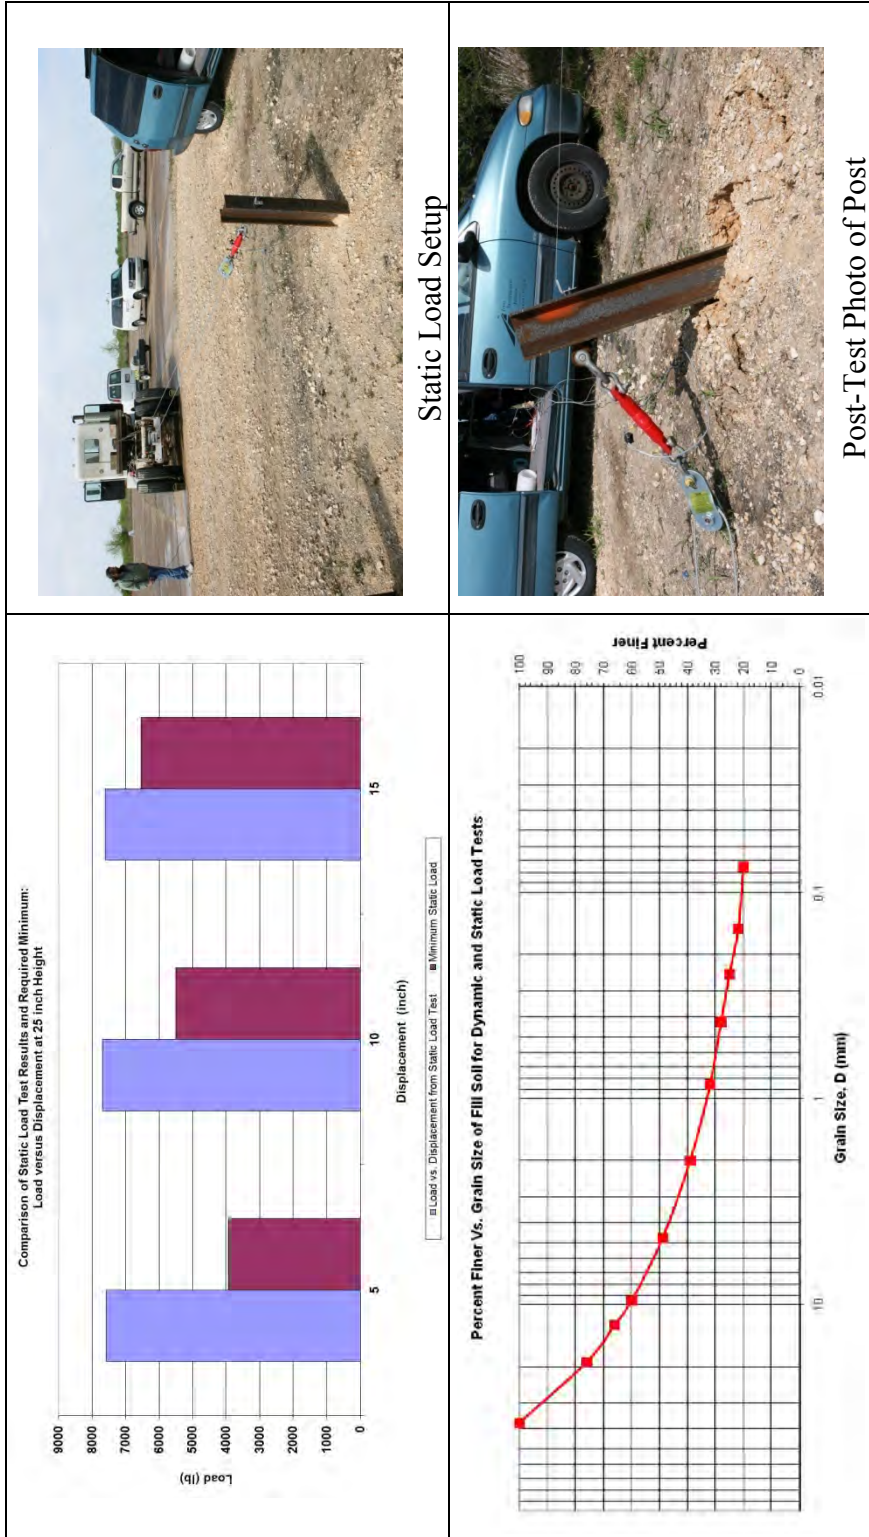 Comparison of Static Load Test Results and Required Minimum:
Load versus Displacement at 25 inch Height
9000
8000
7000
6000
5000
4000
3000
2000
1000
0
Load (lb)
5
10
15
Displacement (inch)
Load vs. Displacement from Static Load Test
Minimum Static Load
Static Load Setup
Percent Finer Vs. Grain Size of Fill Soil for Dynamic and Static Load Tests
100
90
80
70
60
50
40
30
20
10
0
Percent Finer
10
1
0.1
0.01
Grain Size, D (mm)
Post-Test Photo of Post